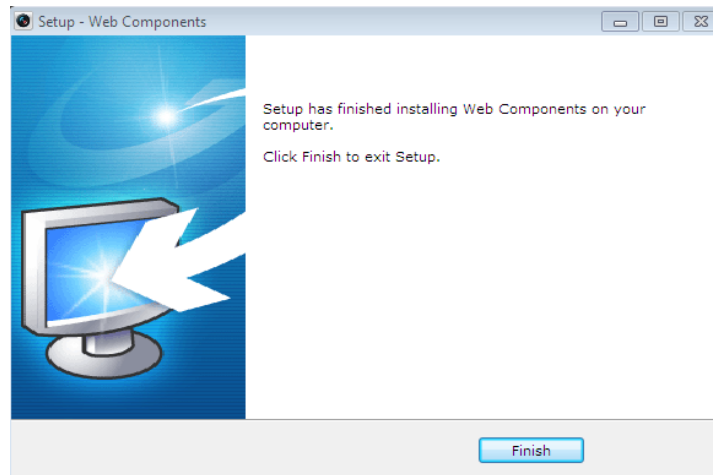 Setup - Web Components
Setup has finished installing Web Components on your
computer.
Click Finish to exit Setup.
Finish